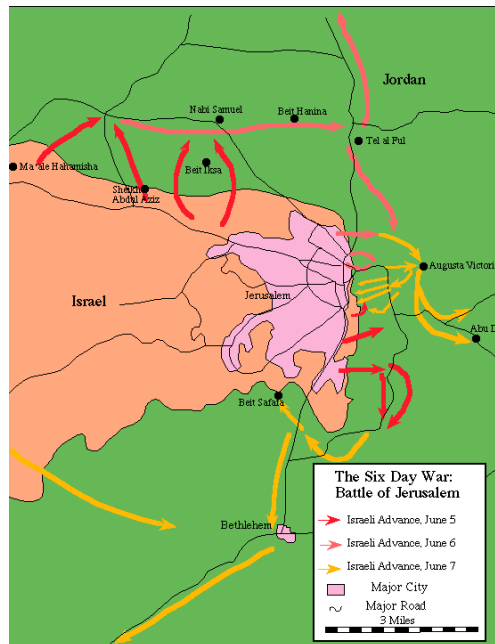 Jordan
Nabi Samuel
Beit Hanina
Tel al Ful
Ma'ale Hahamisha
Beit Iksa
Sheikh
Abdul Aziz
Augusta Victori
Israel
Jerusalem
Abu D
Beit Safafa
Bethlehem
The Six Day War:
Battle of Jerusalem
Israeli Advance, June 5
Israeli Advance, June 6
Israeli Advance, June 7
Major City
Major Road
3 Miles